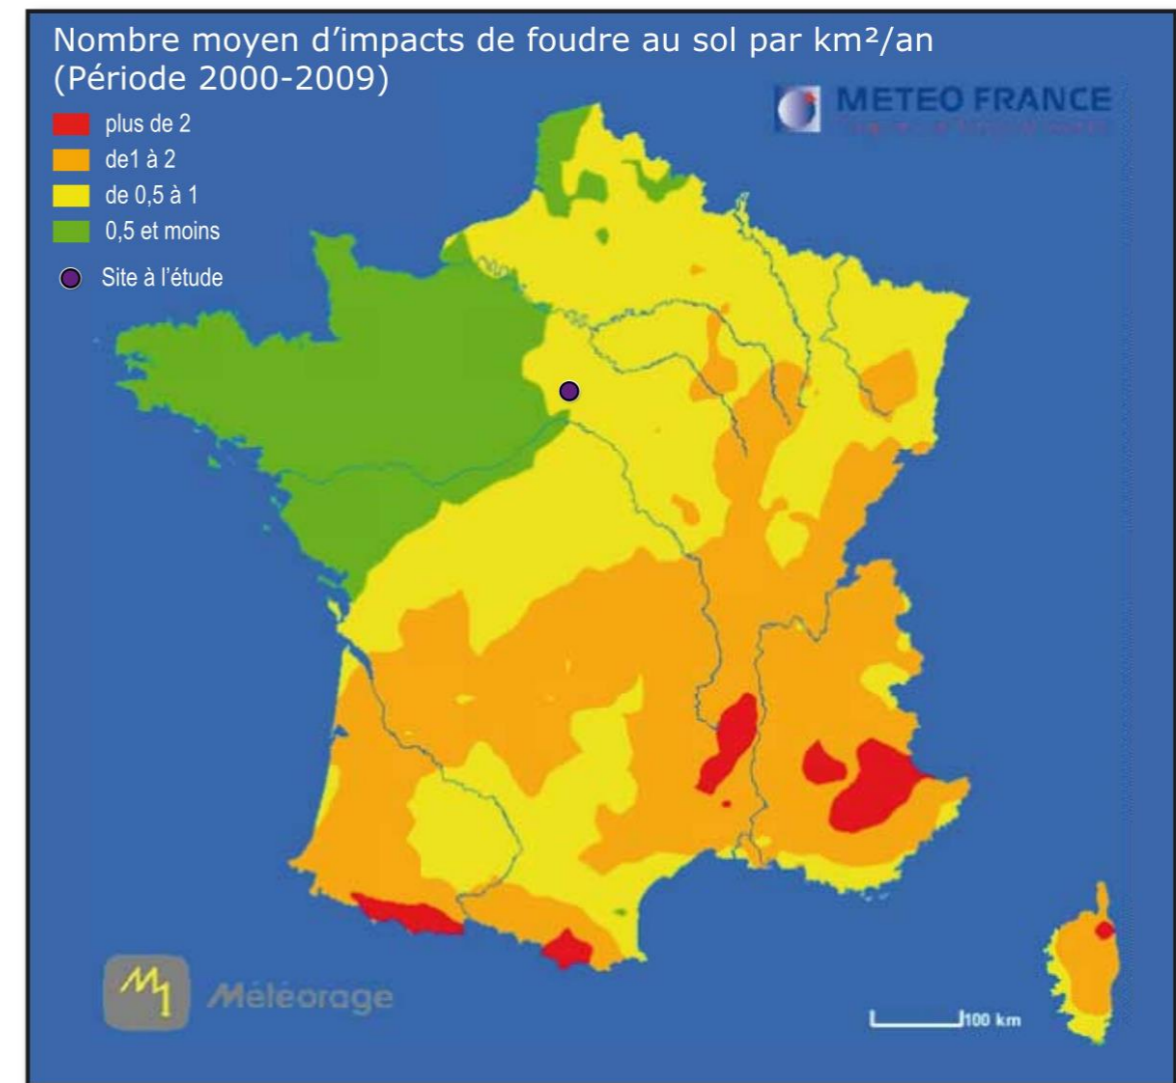 Nombre moyen d'impacts de foudre au sol par km²/an
(Période 2000-2009)
plus de 2
de1 à 2
de 0,5 à 1
0,5 et moins
Site à l'étude
METEO FRANCE
Météorage
100 km